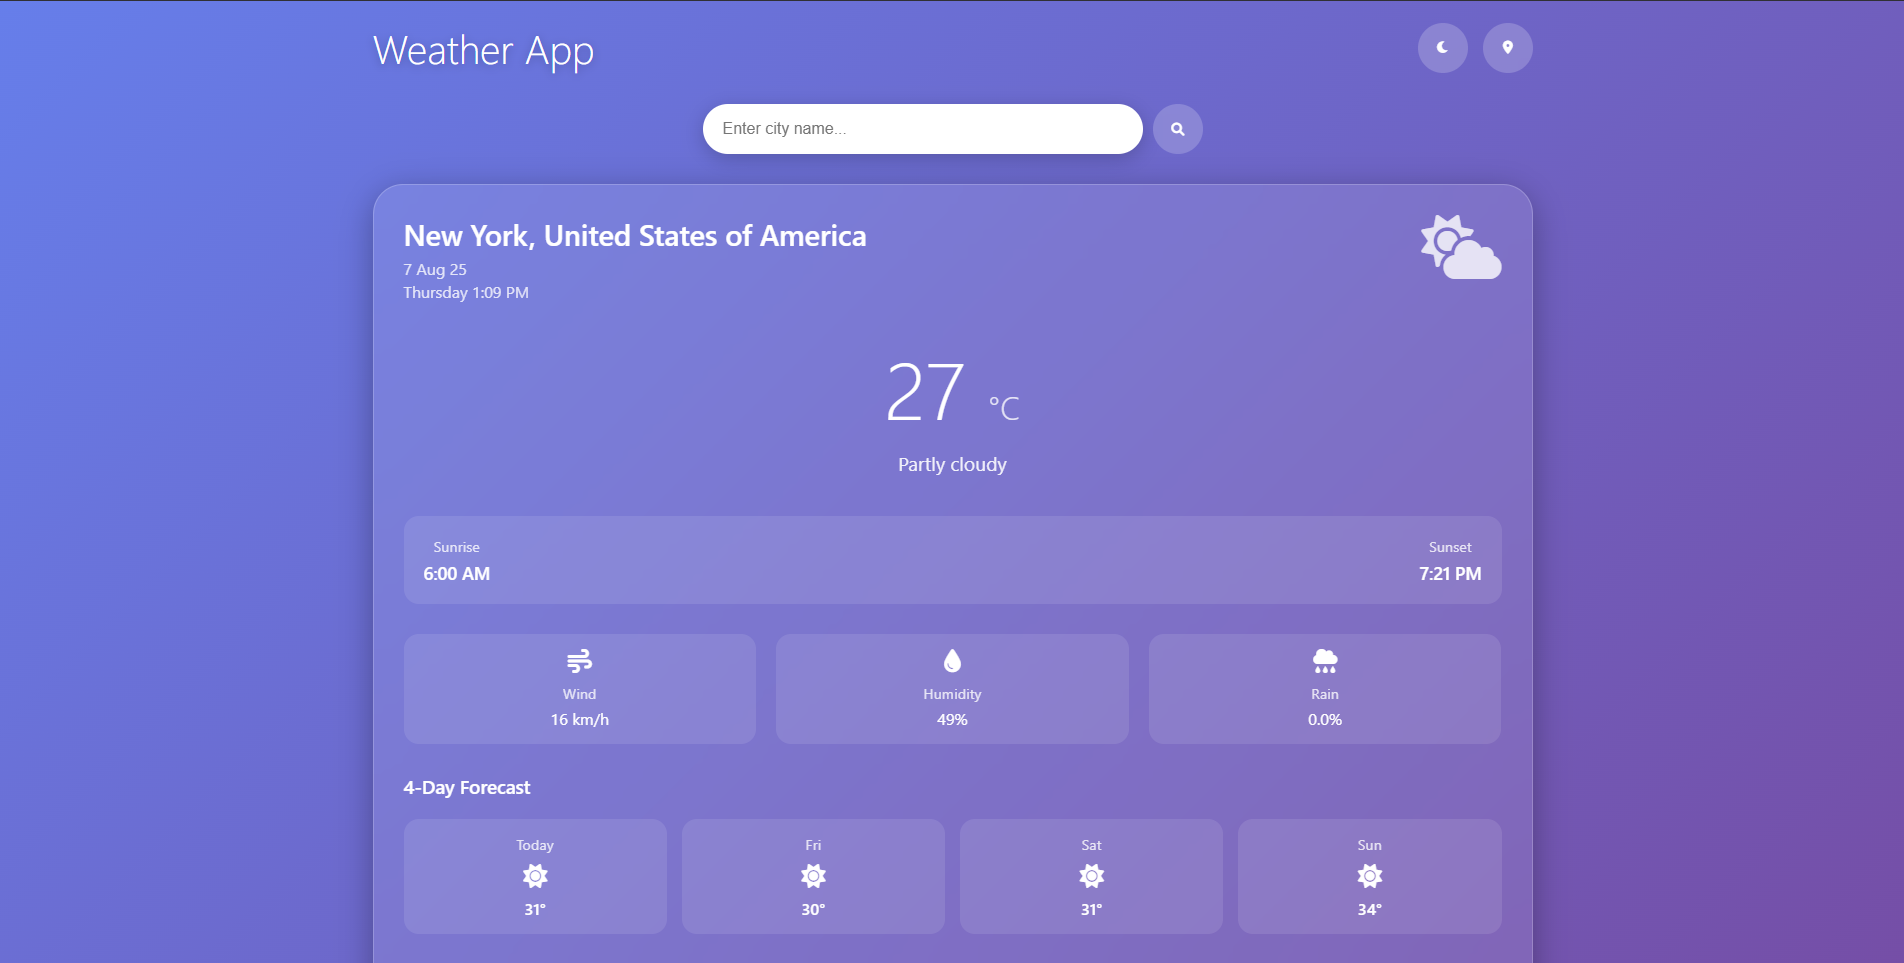 Weather App
Enter city name...
New York, United States of America
7 Aug 25
Thursday 1:09 PM
27 °C
Partly cloudy
Sunrise
6:00 AM
Sunset
7:21 PM
Wind
16 km/h
Humidity
49%
Rain
0.0%
4-Day Forecast
Today
31°
Fri
30°
Sat
31°
Sun
34°